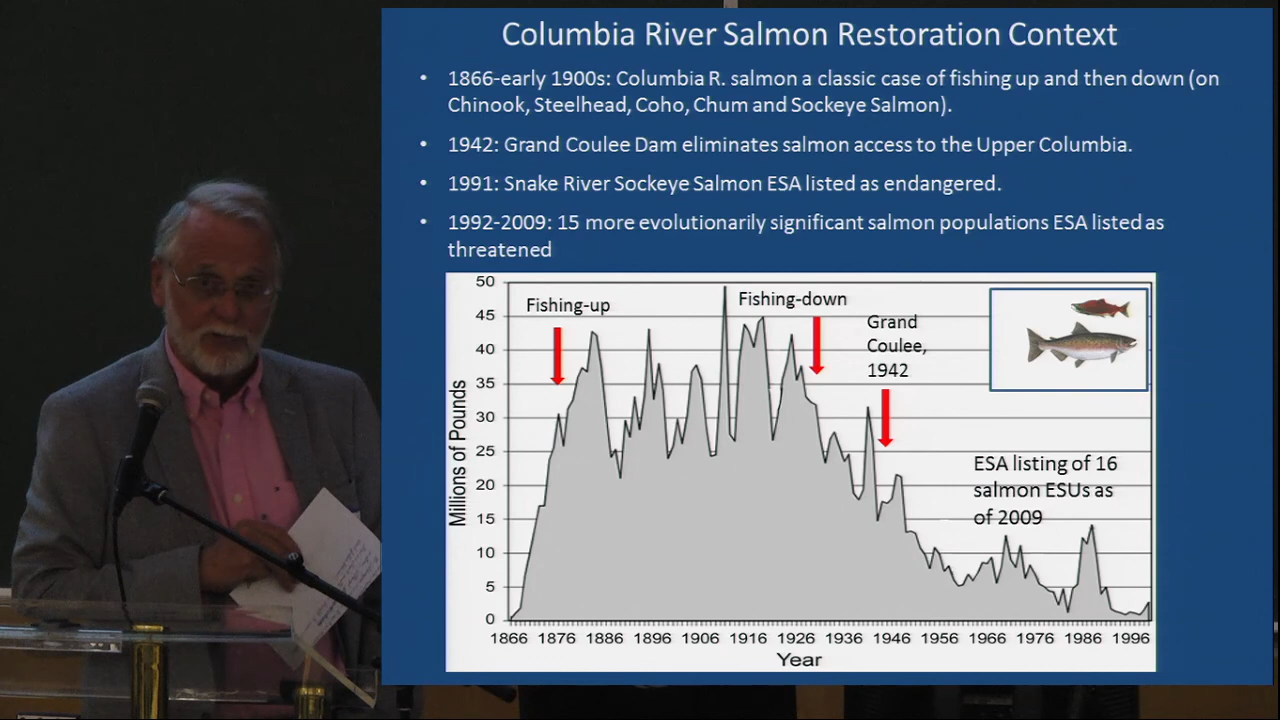 Columbia River Salmon Restoration Context
• 1866-early 1900s: Columbia R. salmon a classic case of fishing up and then down (on
Chinook, Steelhead, Coho, Chum and Sockeye Salmon).
• 1942: Grand Coulee Dam eliminates salmon access to the Upper Columbia.
• 1991: Snake River Sockeye Salmon ESA listed as endangered.
• 1992-2009: 15 more evolutionarily significant salmon populations ESA listed as
threatened
Fishing-up
Fishing-down
Grand
Coulee,
1942
ESA listing of 16
salmon ESUs as
of 2009
Millions of Pounds
50
45
40
35
30
25
20
15
10
5
0
1866 1876 1886 1896 1906 1916 1926 1936 1946 1956 1966 1976 1986 1996
Year